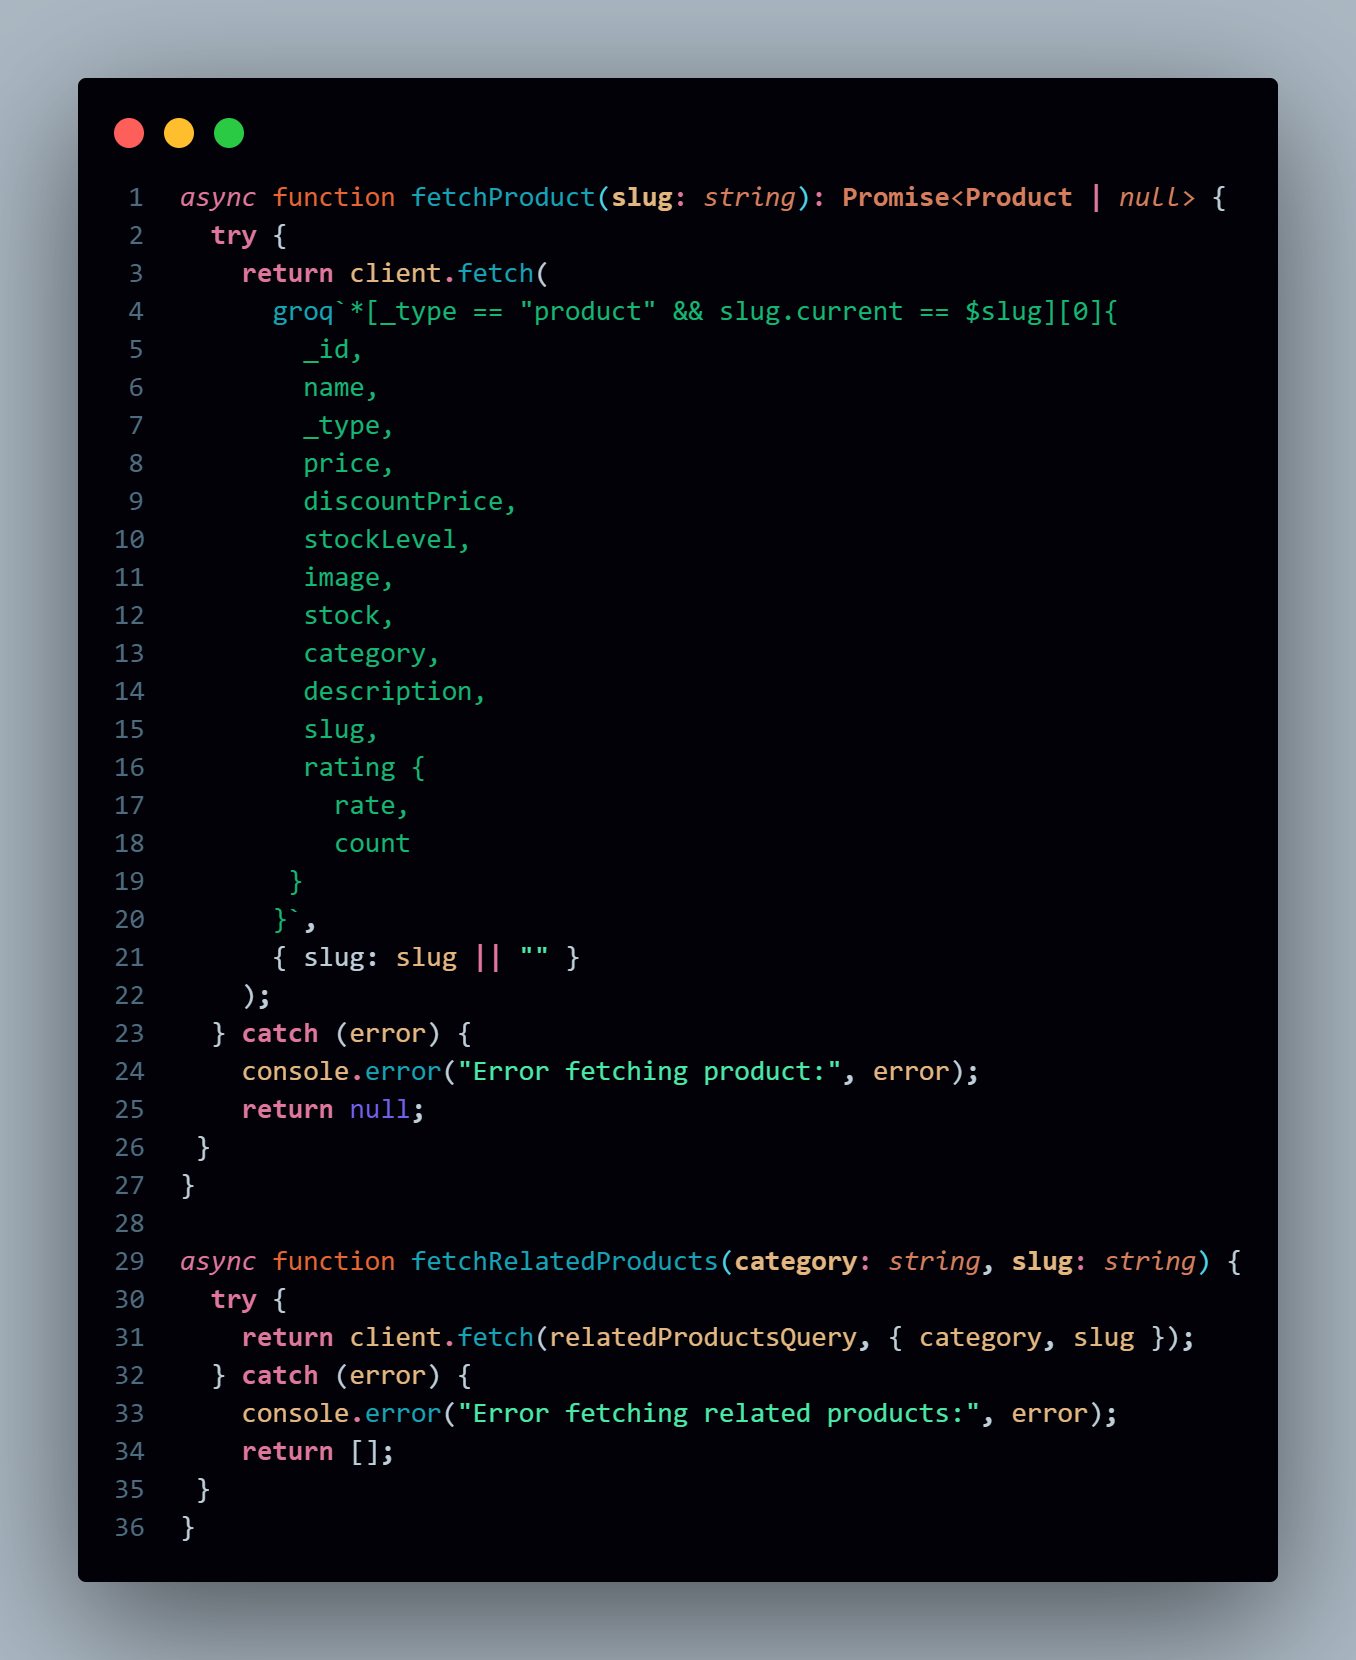 1 async function fetchProduct(slug: string): Promise<Product | null> {
2 try {
3 return client.fetch(
4 groq`*[_type == "product" && slug.current == $slug][0]{
5 _id,
6 name,
7 _type,
8 price,
9 discountPrice,
10 stockLevel,
11 image,
12 stock,
13 category,
14 description,
15 slug,
16 rating {
17 rate,
18 count
19 }
20 }`,
21 { slug: slug || "" }
22 );
23 } catch (error) {
24 console.error("Error fetching product:", error);
25 return null;
26 }
27 }
28
29 async function fetchRelatedProducts(category: string, slug: string) {
30 try {
31 return client.fetch(relatedProductsQuery, { category, slug });
32 } catch (error) {
33 console.error("Error fetching related products:", error);
34 return [];
35 }
36 }